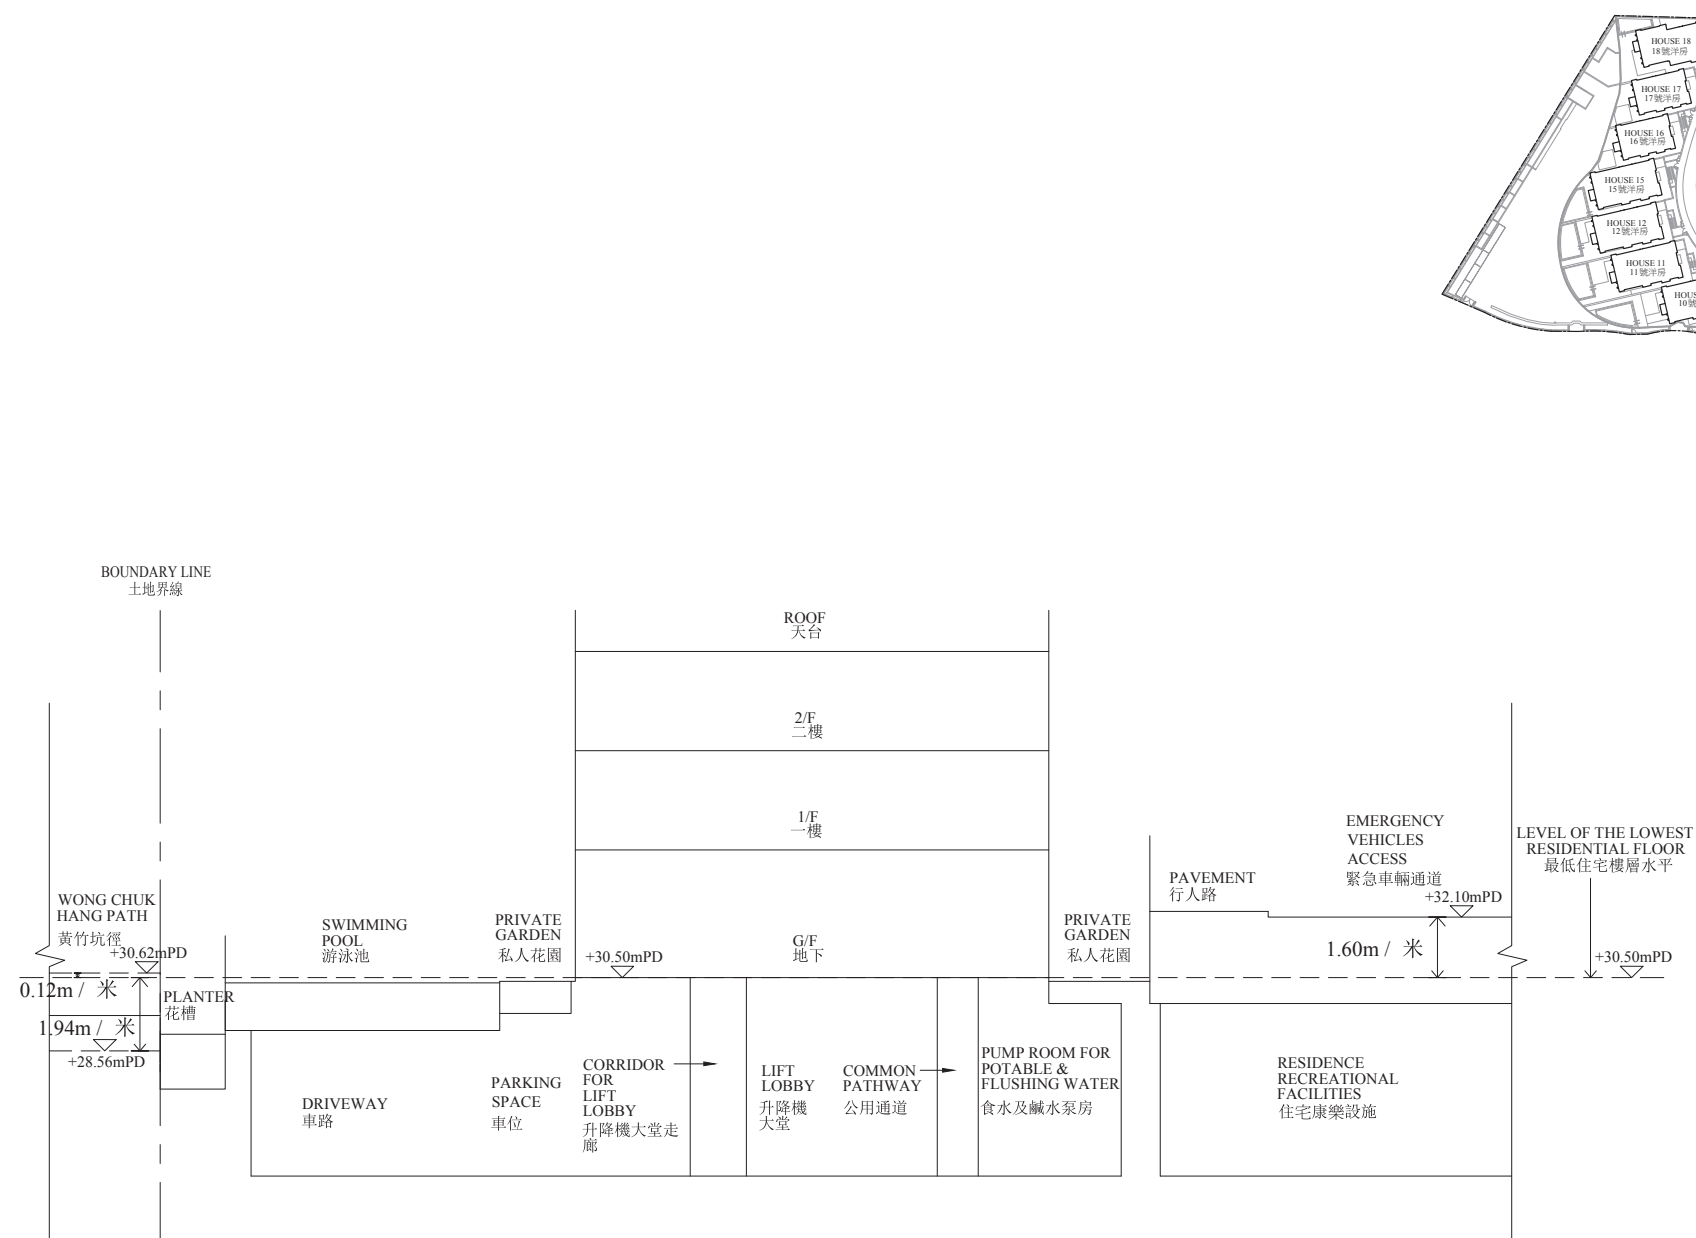 HOUSE 18
18號洋房
HOUSE 17
17號洋房
HOUSE 16
16號洋房
HOUSE 15
15號洋房
HOUSE 12
12號洋房
HOUSE 11
11號洋房
HOUS
10號
BOUNDARY LINE
土地界線
ROOF
天台
2/F
二樓
1/F
一樓
G/F
地下
WONG CHUK
HANG PATH
黃竹坑徑
+30.62mPD
0.12m / 米
1.94m / 米
+28.56mPD
PLANTER
花槽
SWIMMING
POOL
游泳池
PRIVATE
GARDEN
私人花園
+30.50mPD
PRIVATE
GARDEN
私人花園
PAVEMENT
行人路
EMERGENCY
VEHICLES
ACCESS
緊急車輛通道
+32.10mPD
1.60m / 米
LEVEL OF THE LOWEST
RESIDENTIAL FLOOR
最低住宅樓層水平
+30.50mPD
DRIVEWAY
車路
PARKING
SPACE
車位
CORRIDOR
FOR
LIFT
LOBBY
升降機大堂走
廊
LIFT
LOBBY
升降機
大堂
COMMON
PATHWAY
公用通道
PUMP ROOM FOR
POTABLE &
FLUSHING WATER
食水及鹹水泵房
RESIDENCE
RECREATIONAL
FACILITIES
住宅康樂設施